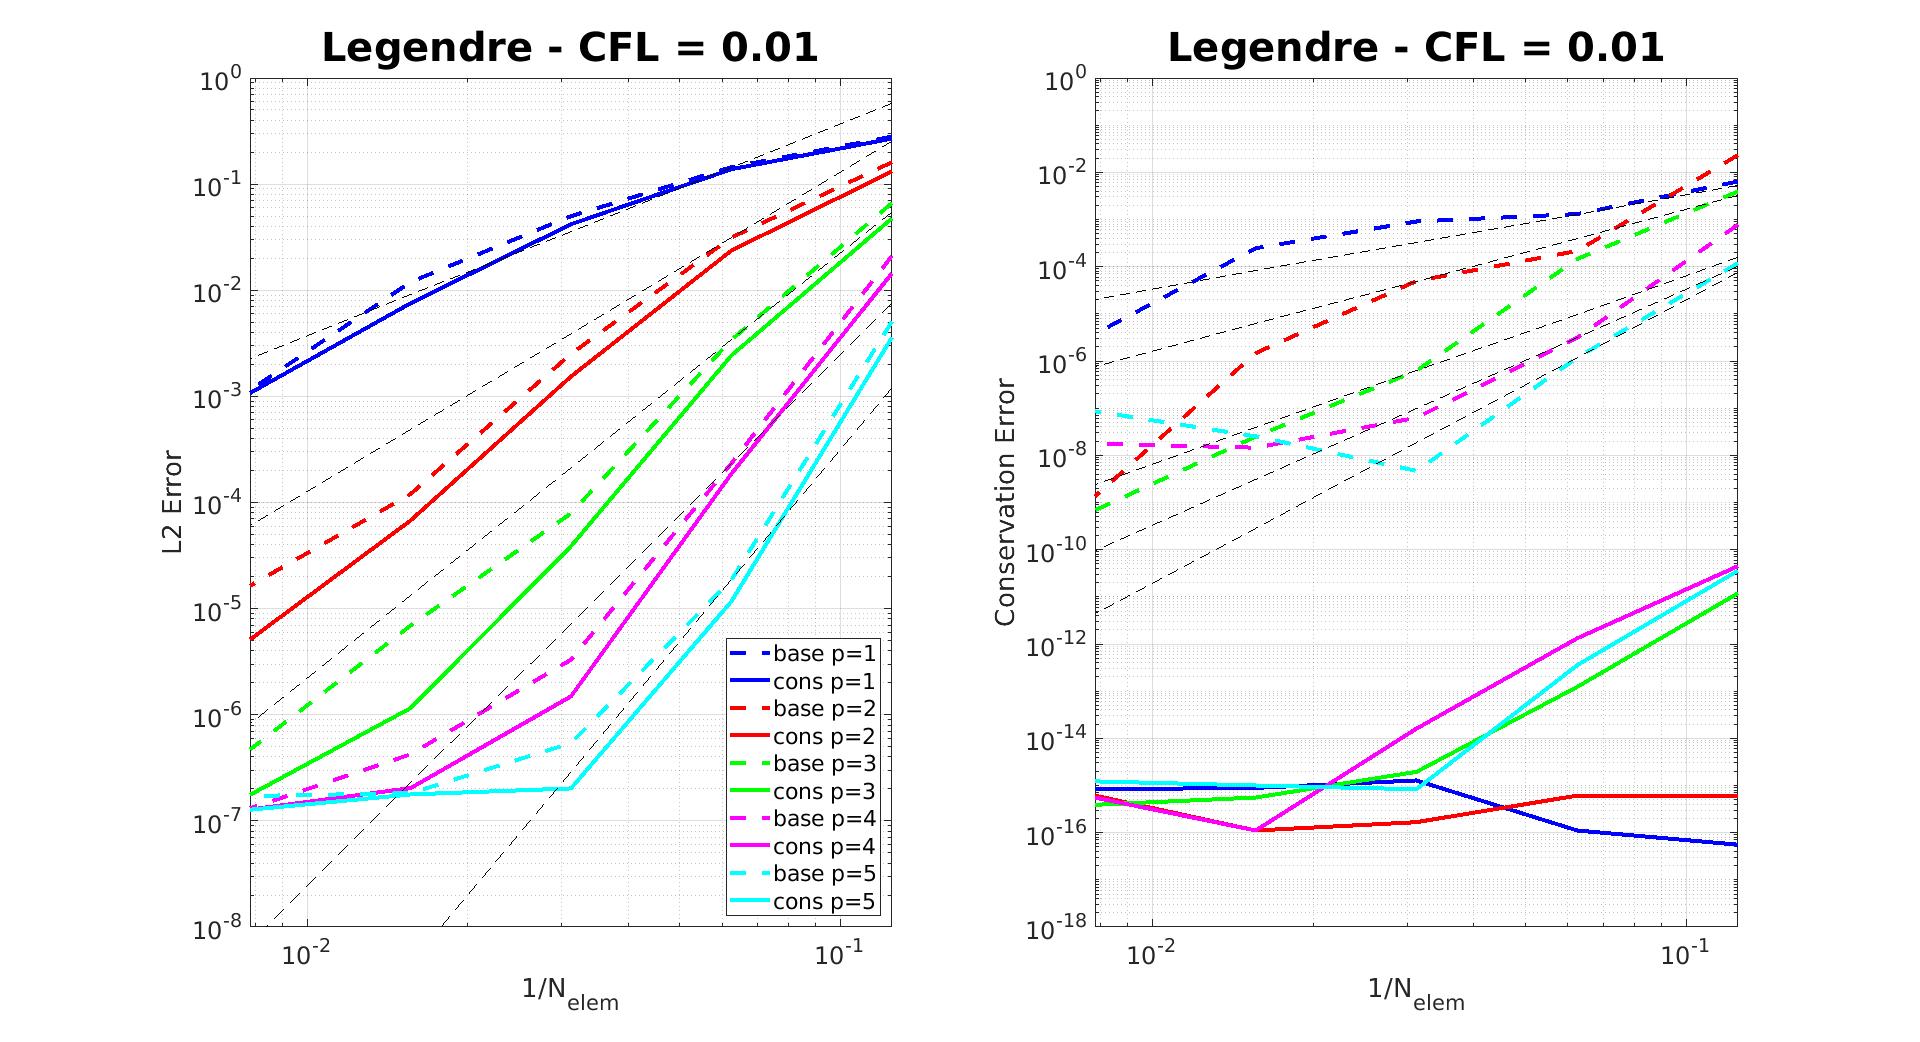 Legendre - CFL = 0.01
10^0
10^-1
10^-2
10^-3
10^-4
10^-5
10^-6
10^-7
10^-8
L2 Error
10^-2
10^-1
1/N_elem
base p=1
cons p=1
base p=2
cons p=2
base p=3
cons p=3
base p=4
cons p=4
base p=5
cons p=5
Legendre - CFL = 0.01
10^0
10^-2
10^-4
10^-6
10^-8
10^-10
10^-12
10^-14
10^-16
10^-18
Conservation Error
10^-2
10^-1
1/N_elem